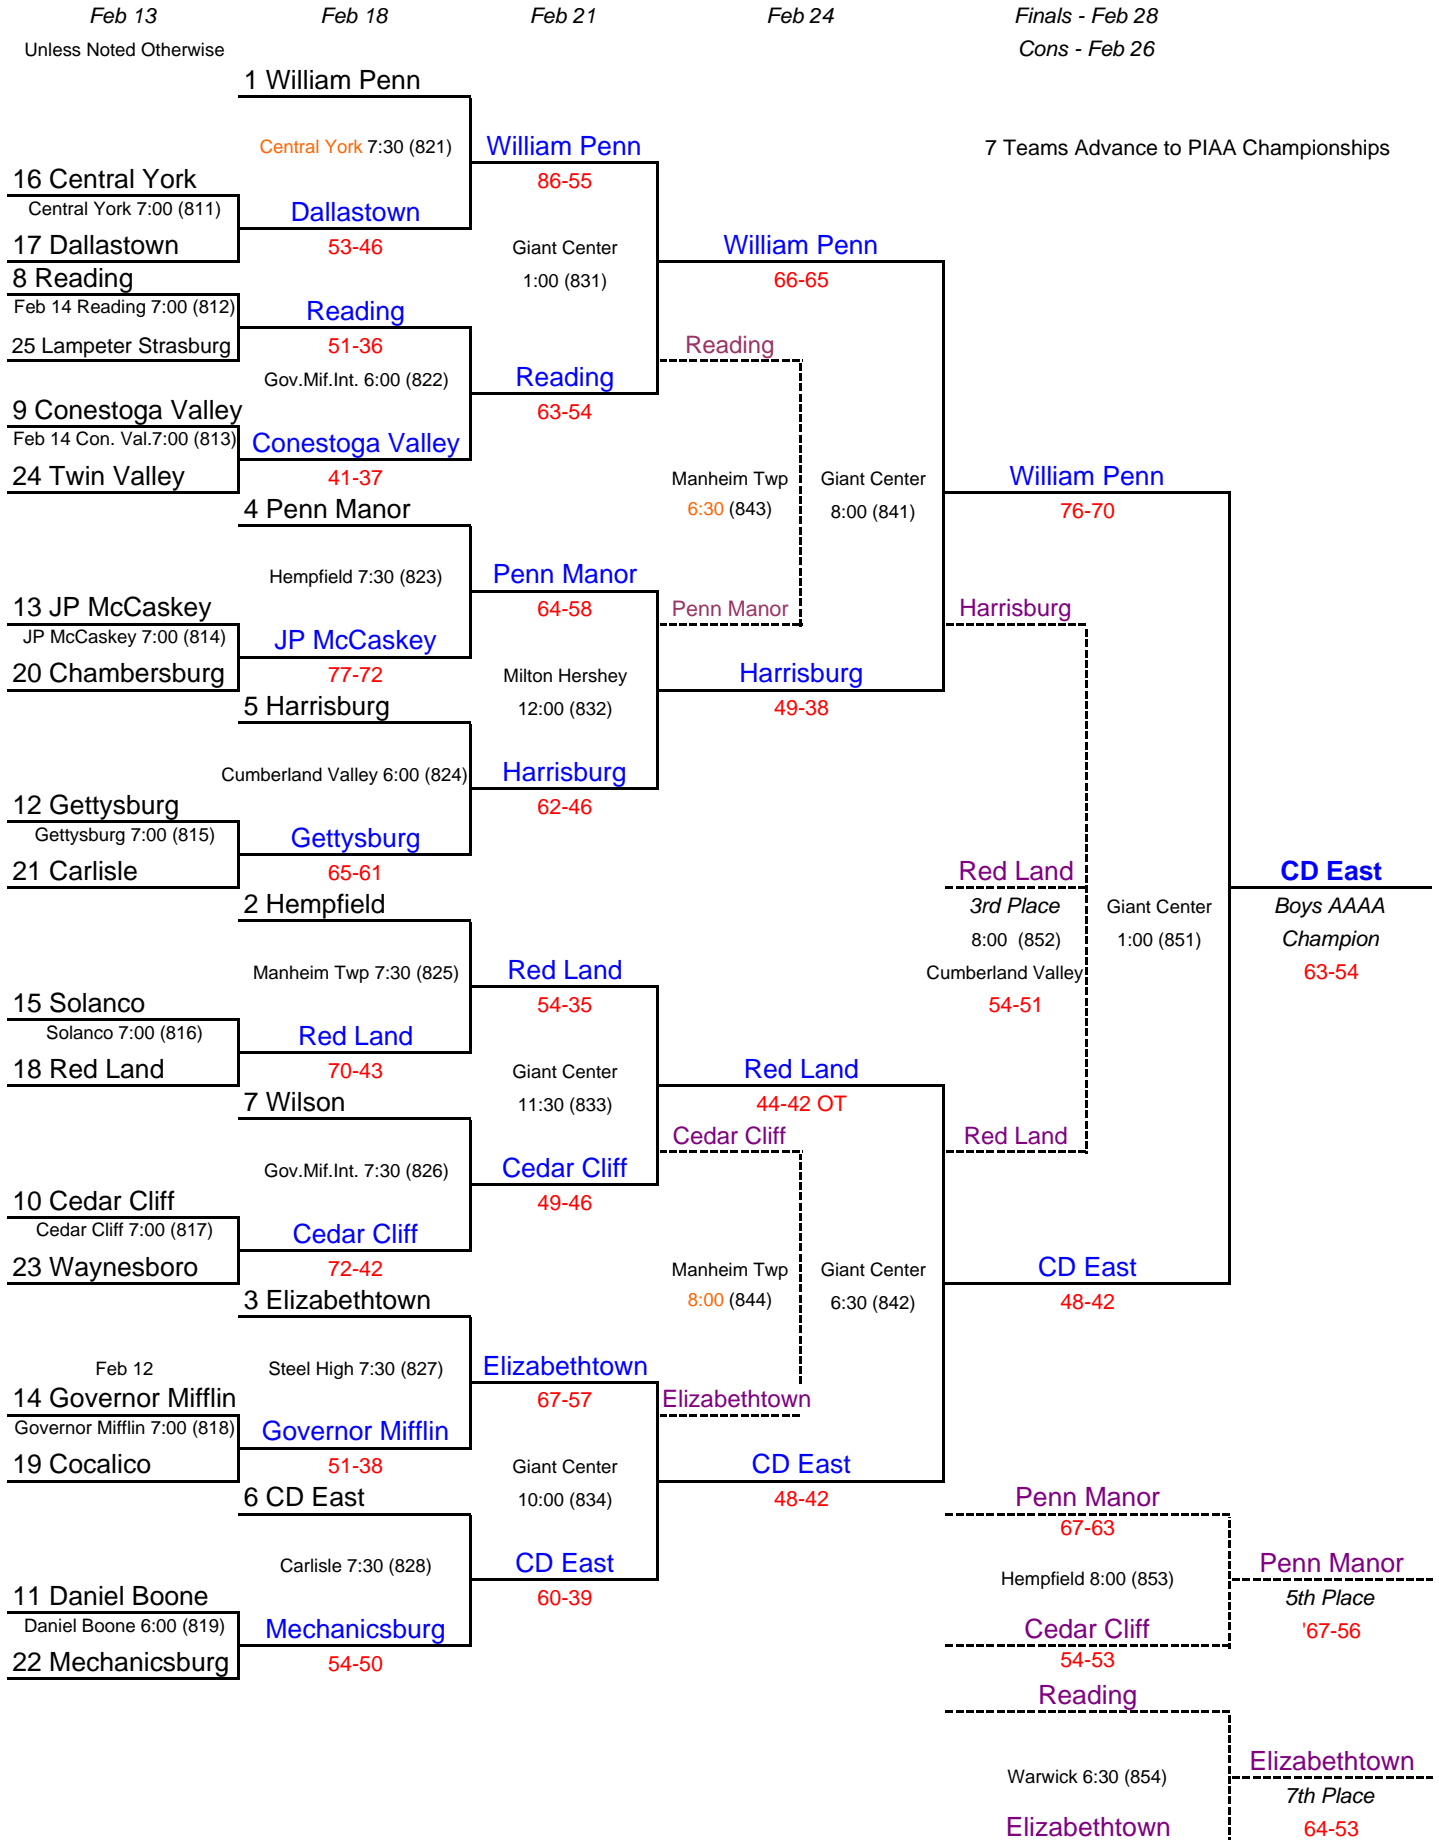 Feb 13 Feb 18 Feb 21 Feb 24 Finals - Feb 28
Unless Noted Otherwise Cons - Feb 26
1 William Penn
Central York 7:30 (821) William Penn 7 Teams Advance to PIAA Championships
16 Central York 86-55
Central York 7:00 (811) Dallastown
17 Dallastown 53-46 Giant Center William Penn
8 Reading 1:00 (831) 66-65
Feb 14 Reading 7:00 (812) Reading
25 Lampeter Strasburg 51-36 Reading
Gov.Mif.Int. 6:00 (822) Reading
9 Conestoga Valley 63-54
Feb 14 Con. Val.7:00 (813) Conestoga Valley
24 Twin Valley 41-37 Manheim Twp Giant Center William Penn
4 Penn Manor 6:30 (843) 8:00 (841) 76-70
Hempfield 7:30 (823) Penn Manor
13 JP McCaskey 64-58 Penn Manor Harrisburg
JP McCaskey 7:00 (814) JP McCaskey
20 Chambersburg 77-72 Milton Hershey Harrisburg
5 Harrisburg 12:00 (832) 49-38
Cumberland Valley 6:00 (824) Harrisburg
12 Gettysburg 62-46
Gettysburg 7:00 (815) Gettysburg
21 Carlisle 65-61 Red Land CD East
2 Hempfield 3rd Place Giant Center Boys AAAA
8:00 (852) 1:00 (851) Champion
Manheim Twp 7:30 (825) Red Land Cumberland Valley 63-54
15 Solanco 54-35 54-51
Solanco 7:00 (816) Red Land
18 Red Land 70-43 Giant Center Red Land
7 Wilson 11:30 (833) 44-42 OT
Cedar Cliff Red Land
Gov.Mif.Int. 7:30 (826) Cedar Cliff
10 Cedar Cliff 49-46
Cedar Cliff 7:00 (817) Cedar Cliff
23 Waynesboro 72-42 Manheim Twp Giant Center CD East
3 Elizabethtown 8:00 (844) 6:30 (842) 48-42
Feb 12 Steel High 7:30 (827) Elizabethtown
14 Governor Mifflin 67-57 Elizabethtown
Governor Mifflin 7:00 (818) Governor Mifflin
19 Cocalico 51-38 Giant Center CD East
6 CD East 10:00 (834) 48-42 Penn Manor
67-63
Carlisle 7:30 (828) CD East Hempfield 8:00 (853) Penn Manor
11 Daniel Boone 60-39 5th Place
Daniel Boone 6:00 (819) Mechanicsburg Cedar Cliff '67-56
22 Mechanicsburg 54-50 54-53
Reading
Warwick 6:30 (854) Elizabethtown
7th Place
Elizabethtown 64-53